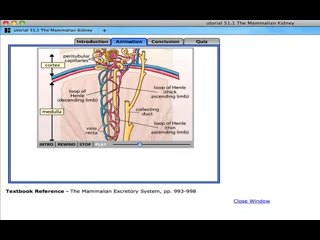 utorial 51.1 The Mammalian Kidney
utorial 51.1 The Mammalian Kidney
Introduction
Animation
Conclusion
Quiz
peritubular
capillaries
cortex
loop of Henle
(thick
ascending limb)
loop of Henle
(decending limb)
collecting
duct
medulla
loop of Henle
(thin
ascending limb)
vasa
recta
INTRO REWIND STOP PLAY
Textbook Reference - The Mammalian Excretory System, pp. 993-998
Close Window